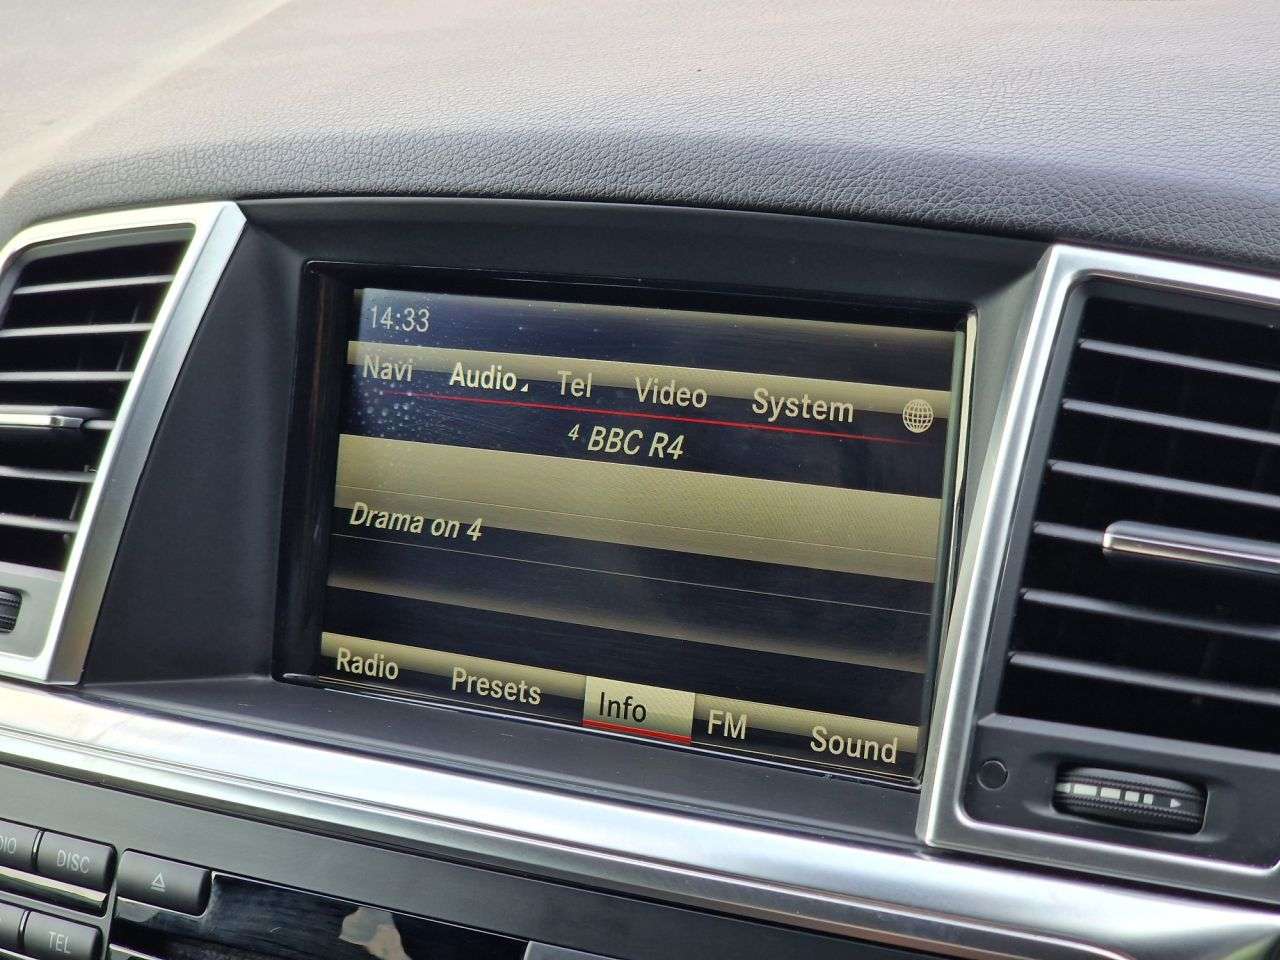 14:33
Navi Audio Tel Video System
4 BBC R4
Drama on 4
Radio Presets Info FM Sound
DISC
TEL